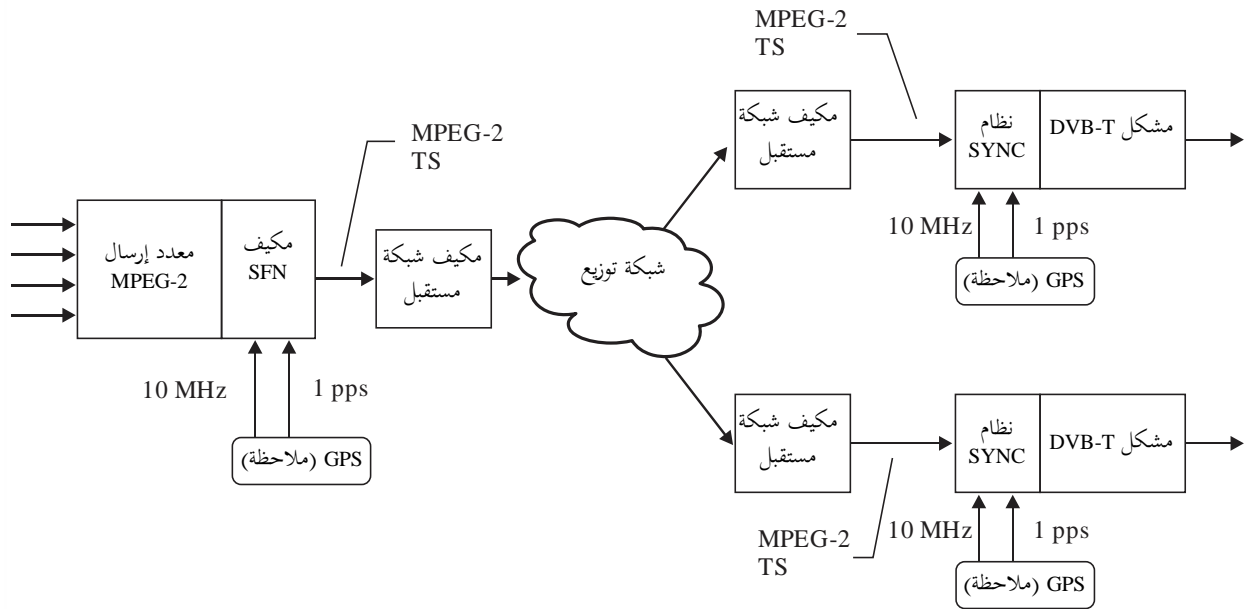 MPEG-2
TS
مكيف شبكة
مستقبل
نظام
SYNC
مشكل DVB-T
10 MHz
1 pps
GPS (ملاحظة)
MPEG-2
TS
معدد إرسال
MPEG-2
مكيف
SFN
مكيف شبكة
مستقبل
شبكة توزيع
10 MHz
1 pps
GPS (ملاحظة)
مكيف شبكة
مستقبل
نظام
SYNC
مشكل DVB-T
MPEG-2
TS
10 MHz
1 pps
GPS (ملاحظة)